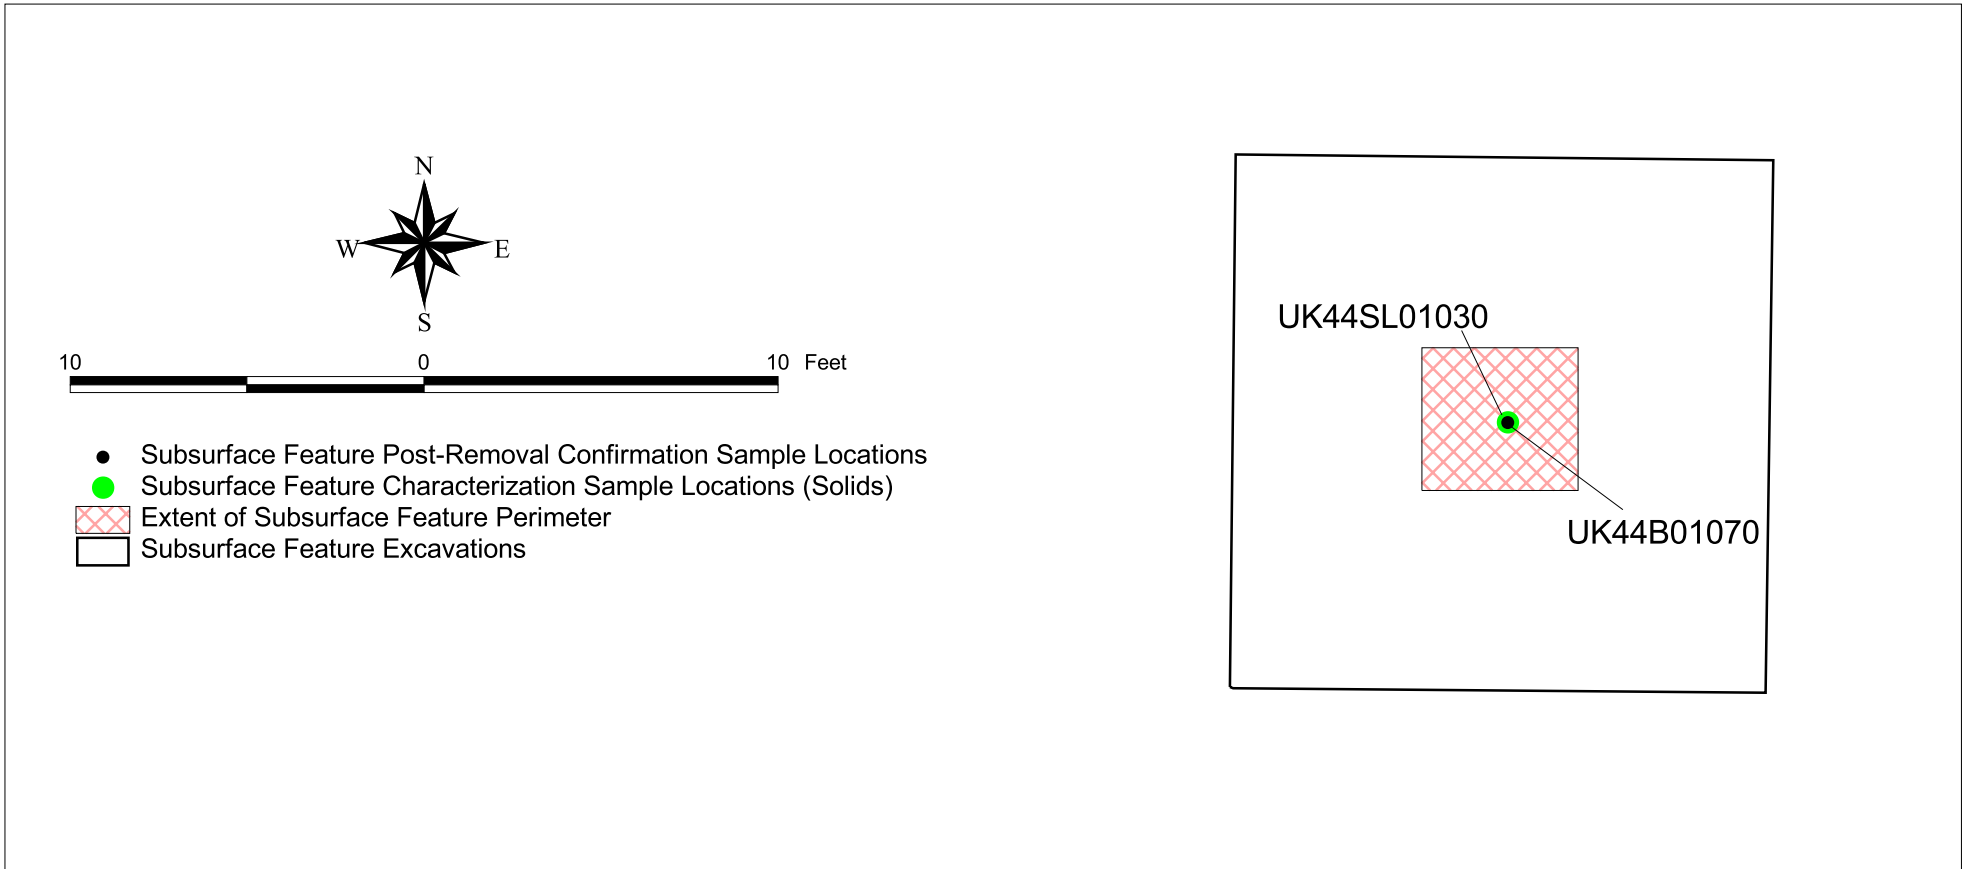 N
W E
S
10 0 10 Feet
Subsurface Feature Post-Removal Confirmation Sample Locations
Subsurface Feature Characterization Sample Locations (Solids)
Extent of Subsurface Feature Perimeter
Subsurface Feature Excavations
UK44SL01030
UK44B01070